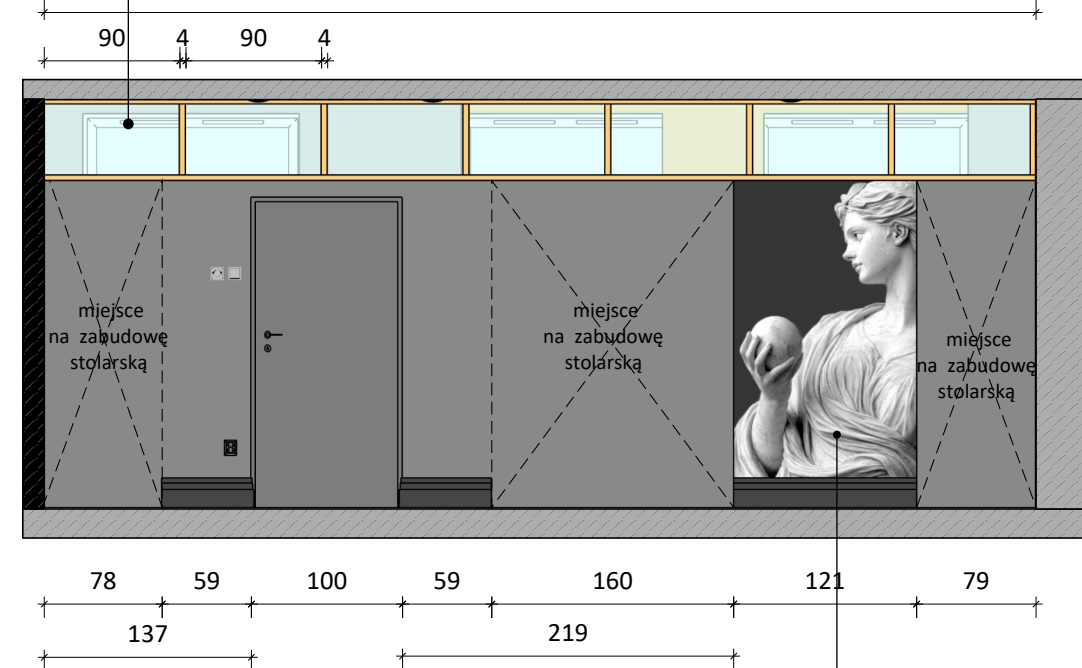 90 4 90 4
miejsce
na zabudowę
stolarską
miejsce
na zabudowę
stolarską
miejsce
na zabudowę
stolarską
78 59 100 59 160 121 79
137 219